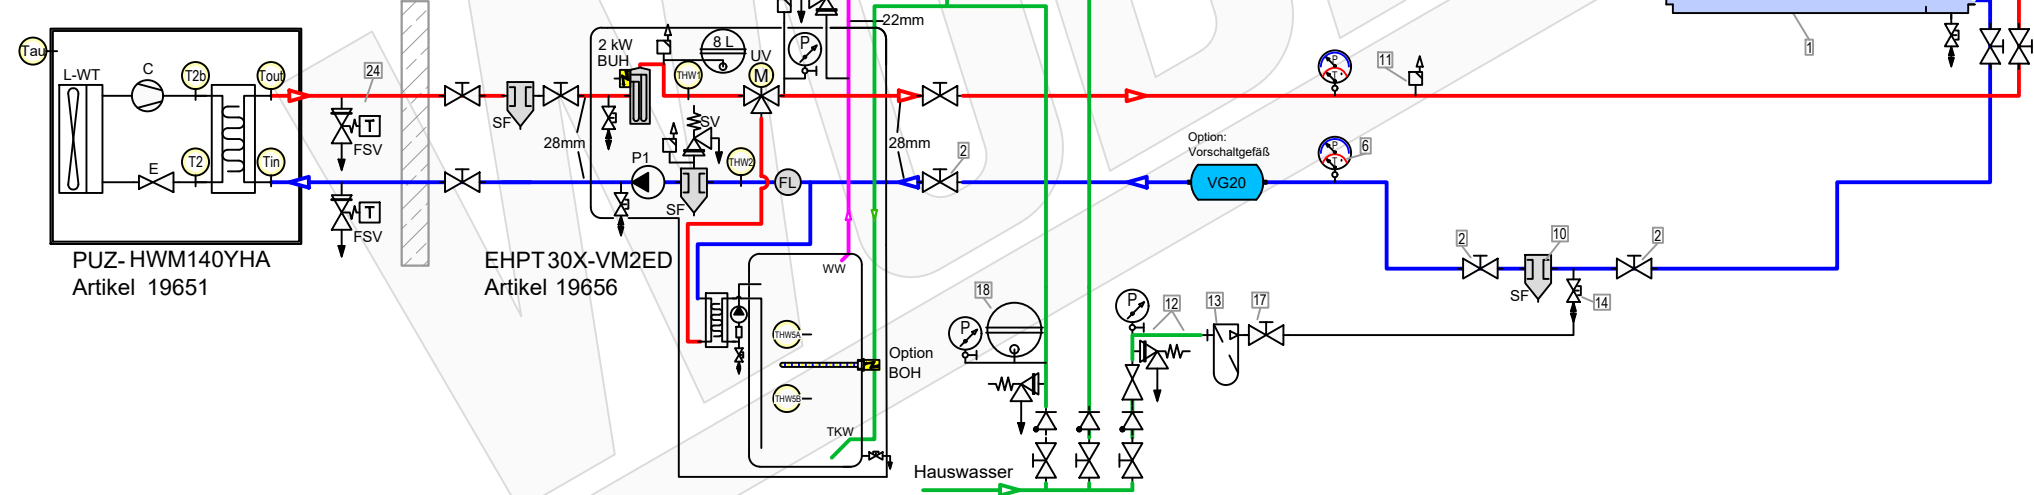 22mm
1
Tau
L-WT
C
T2b
Tout
24
2 kW
BUH
8 L
P
UV
M
THW1
P
T
11
SF
SV
FSV
28mm
28mm
2
Option:
Vorschaltgefäß
P
T
6
E
T2
Tin
P1
THW2
FL
VG20
SF
FSV
T
T
PUZ-HWM140YHA
Artikel 19651
EHPT30X-VM2ED
Artikel 19656
WW
2
10
2
SF
14
18
P
P
12
13
17
THW5A
Option
BOH
THW5B
TKW
Hauswasser